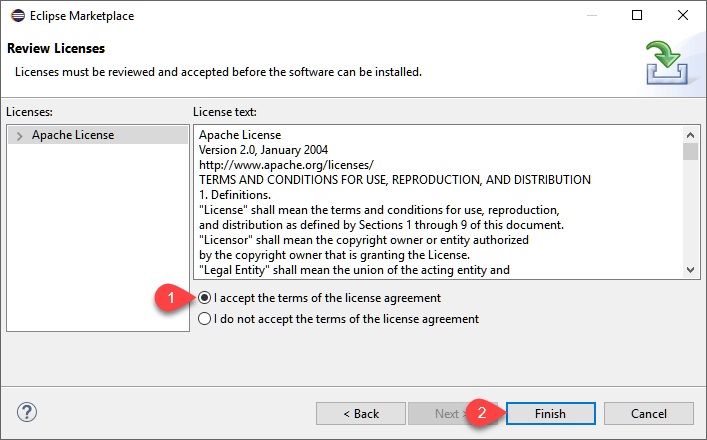 Eclipse Marketplace
Review Licenses
Licenses must be reviewed and accepted before the software can be installed.
Licenses:
Apache License
License text:
Apache License
Version 2.0, January 2004
http://www.apache.org/licenses/
TERMS AND CONDITIONS FOR USE, REPRODUCTION, AND DISTRIBUTION
1. Definitions.
"License" shall mean the terms and conditions for use, reproduction,
and distribution as defined by Sections 1 through 9 of this document.
"Licensor" shall mean the copyright owner or entity authorized
by the copyright owner that is granting the License.
"Legal Entity" shall mean the union of the acting entity and
1
I accept the terms of the license agreement
I do not accept the terms of the license agreement
?
< Back
Next >
2
Finish
Cancel